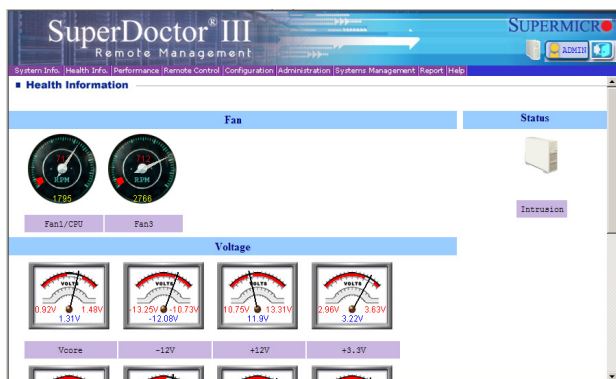 SuperDoctor® III
Remote Management
SUPERMICRO
ADMIN
System Info. |Health Info. |Performance |Remote Control |Configuration |Administration |Systems Management |Report |Help|
Health Information
Fan
Status
712
RPM
1795
712
RPM
2766
Fan1/CPU
Fan3
Intrusion
Voltage
VOLTS
0.92V
1.48V
1.31V
VOLTS
-13.25V
-10.73V
-12.08V
VOLTS
10.75V
13.31V
11.9V
VOLTS
2.96V
3.63V
3.22V
Vcore
-12V
+12V
+3.3V